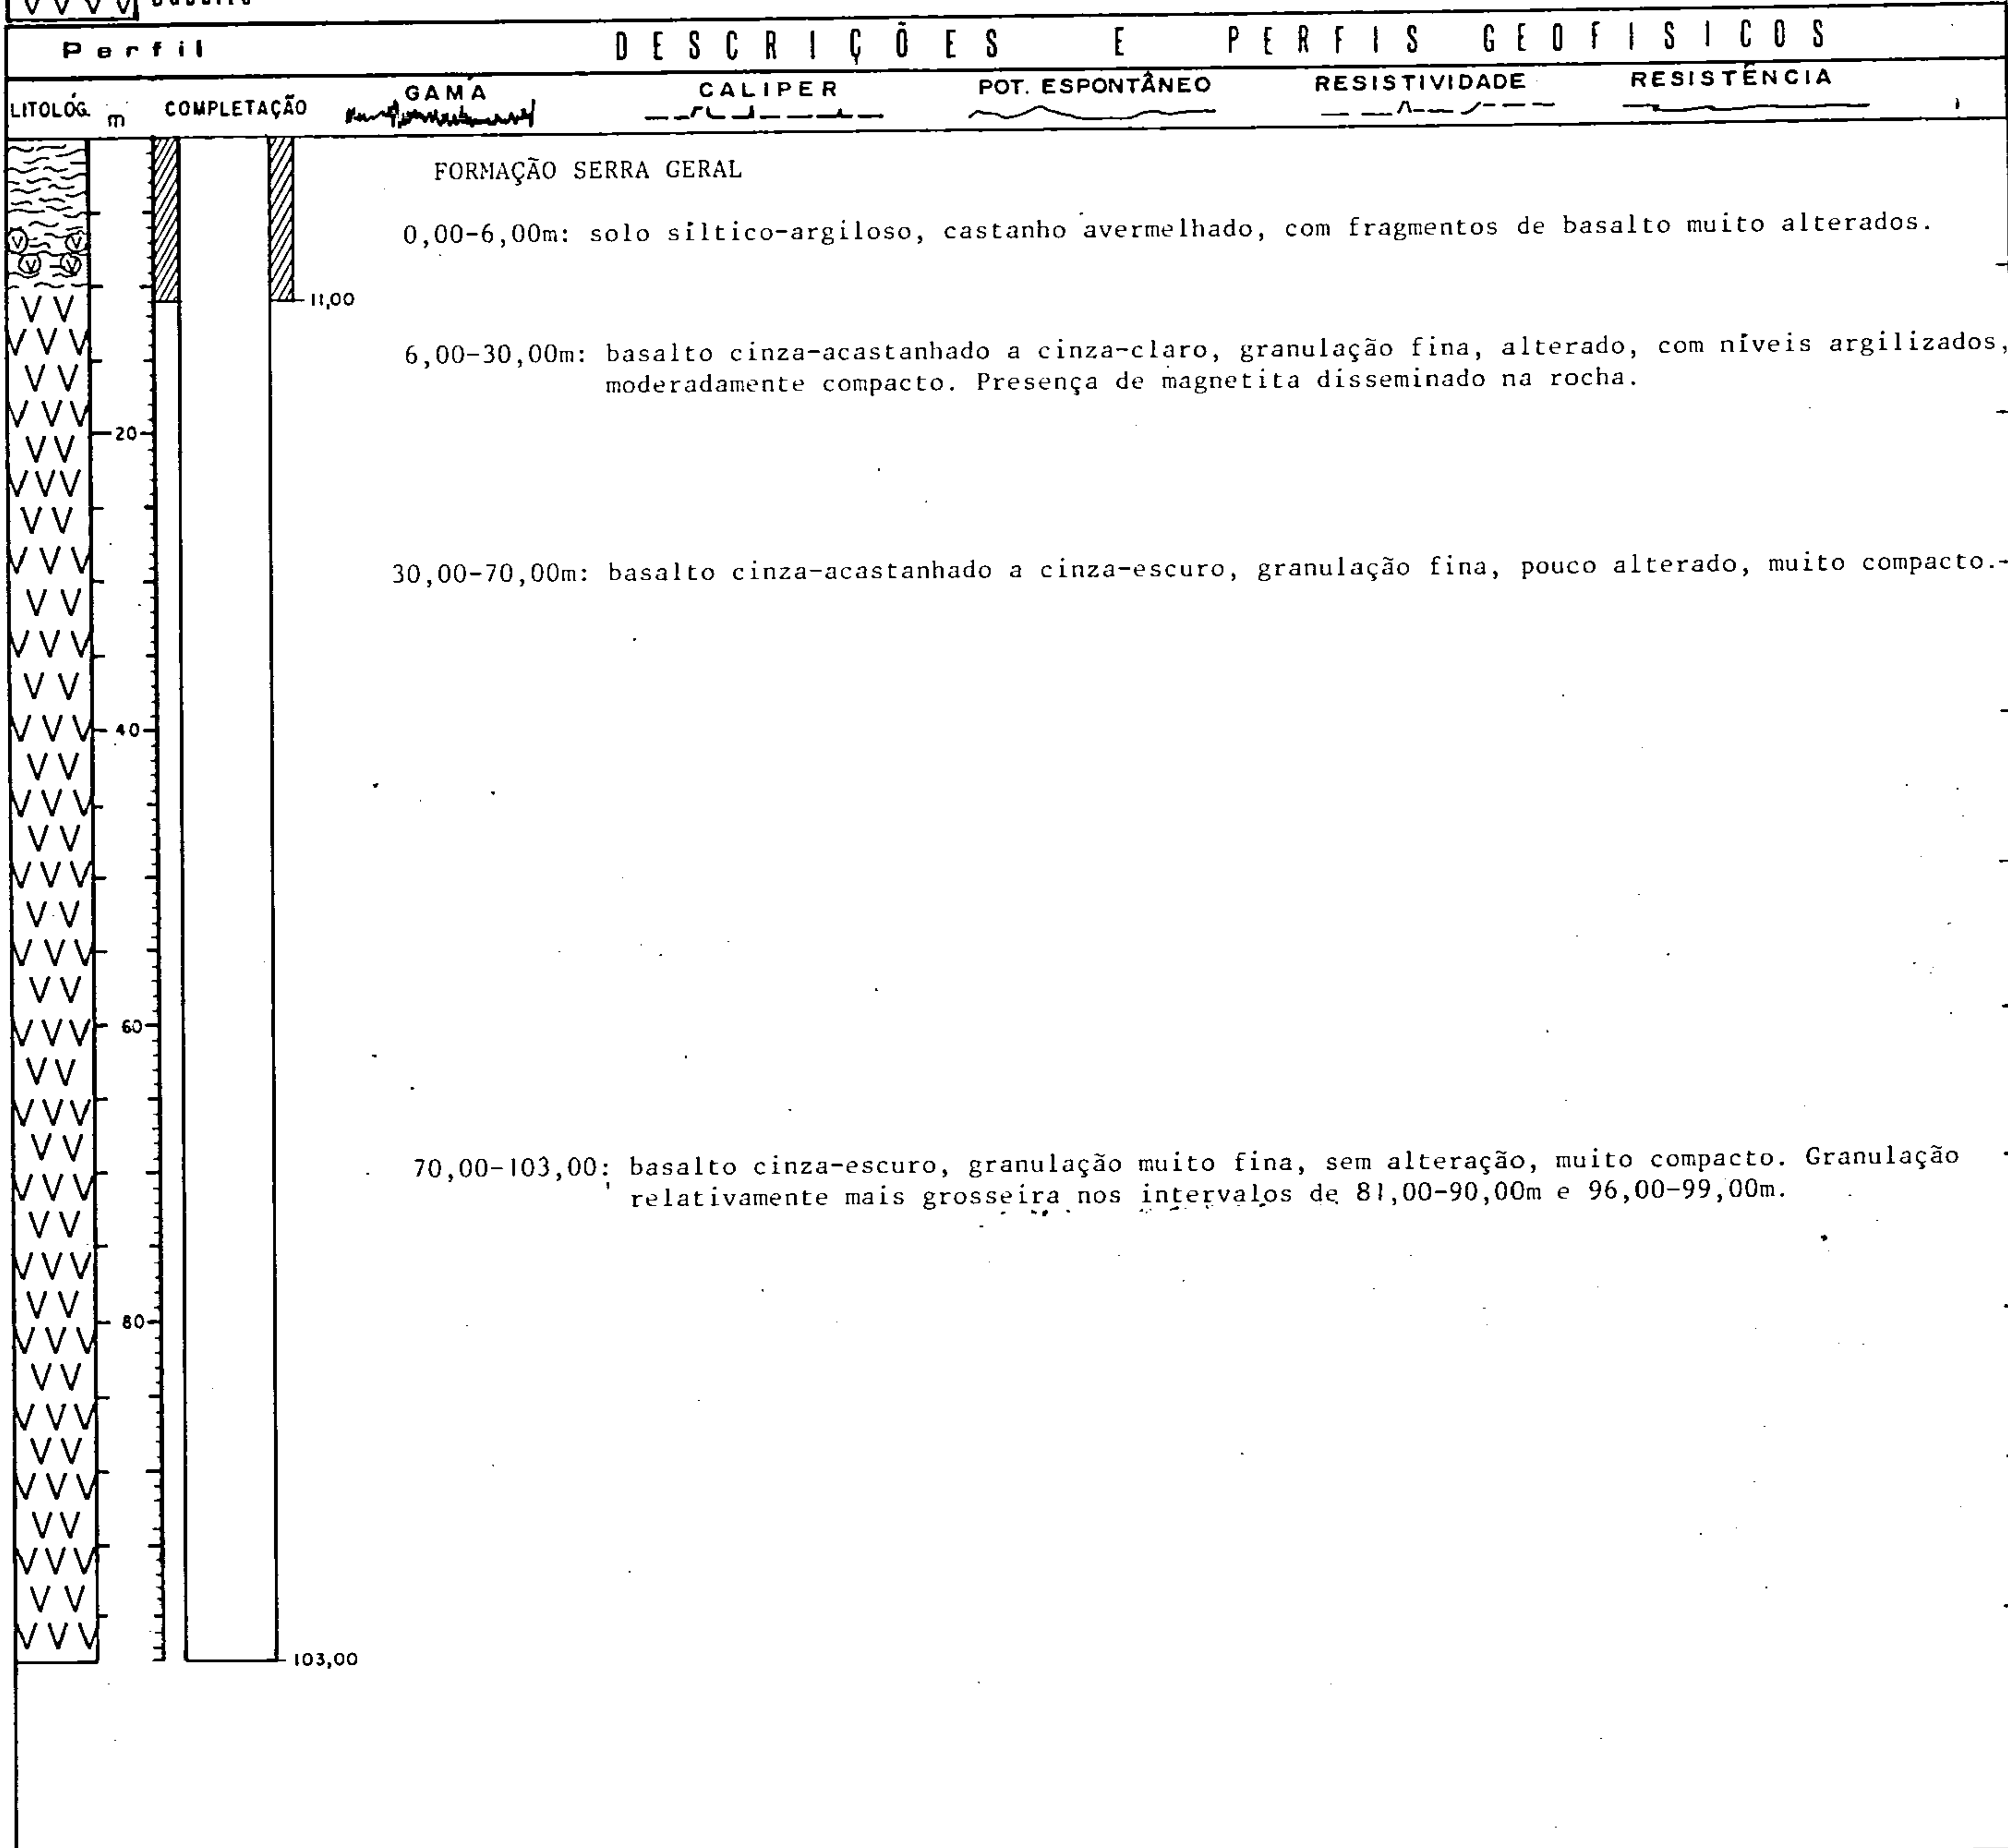 Perfil DESCRIÇÕES E PERFIS GEOFISICOS
LITOLÓG. m COMPLETAÇÃO GAMA CALIPER POT. ESPONTÂNEO RESISTIVIDADE RESISTÊNCIA
FORMAÇÃO SERRA GERAL
0,00-6,00m: solo siltico-argiloso, castanho avermelhado, com fragmentos de basalto muito alterados.
11,00
6,00-30,00m: basalto cinza-acastanhado a cinza-claro, granulação fina, alterado, com níveis argilizados,
moderadamente compacto. Presença de magnetita disseminado na rocha.
20
30,00-70,00m: basalto cinza-acastanhado a cinza-escuro, granulação fina, pouco alterado, muito compacto.
40
60
70,00-103,00: basalto cinza-escuro, granulação muito fina, sem alteração, muito compacto. Granulação
relativamente mais grosseira nos intervalos de 81,00-90,00m e 96,00-99,00m.
80
103,00